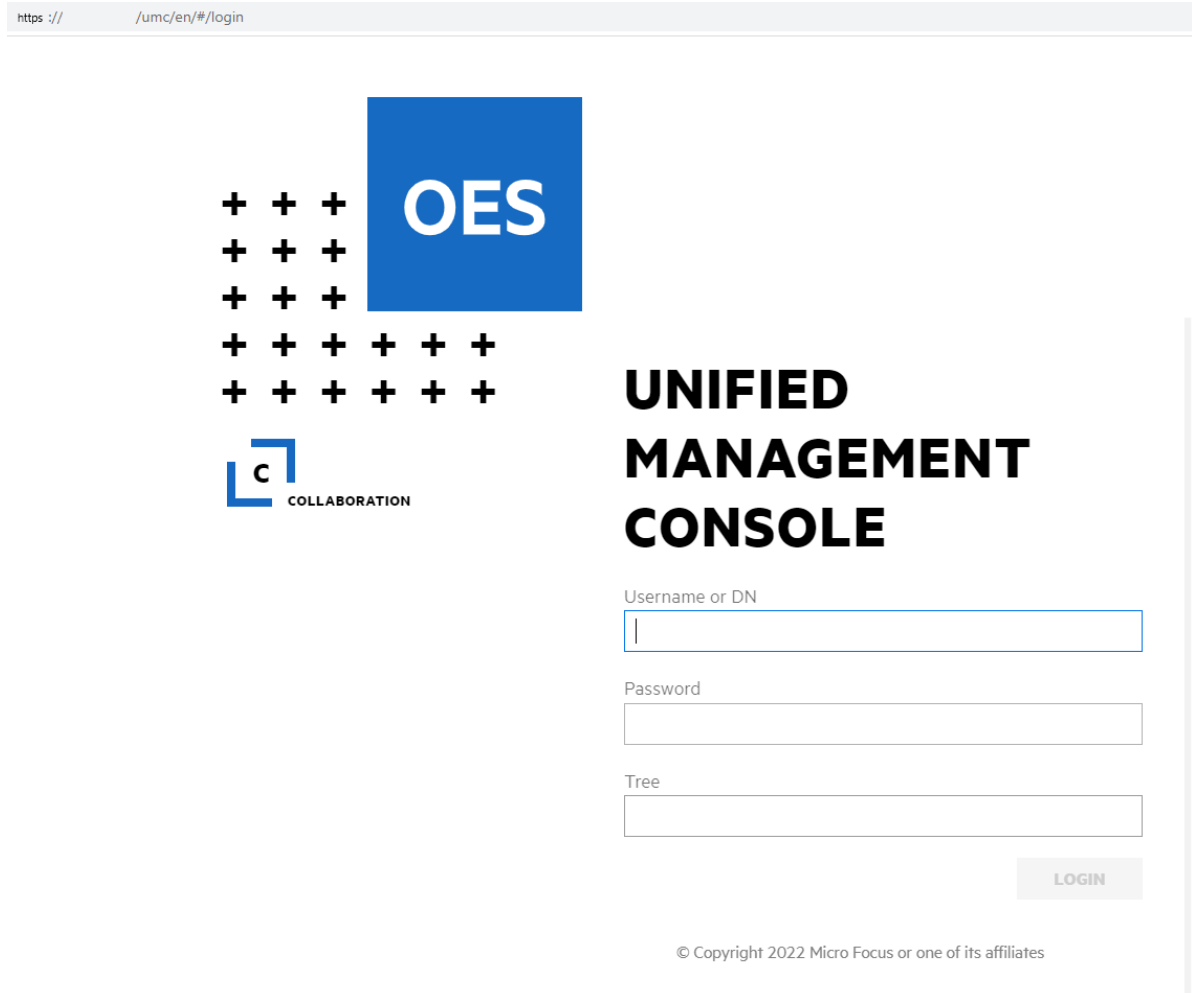 https :// /umc/en/#/login
OES
C
COLLABORATION
UNIFIED
MANAGEMENT
CONSOLE
Username or DN
Password
Tree
LOGIN
© Copyright 2022 Micro Focus or one of its affiliates